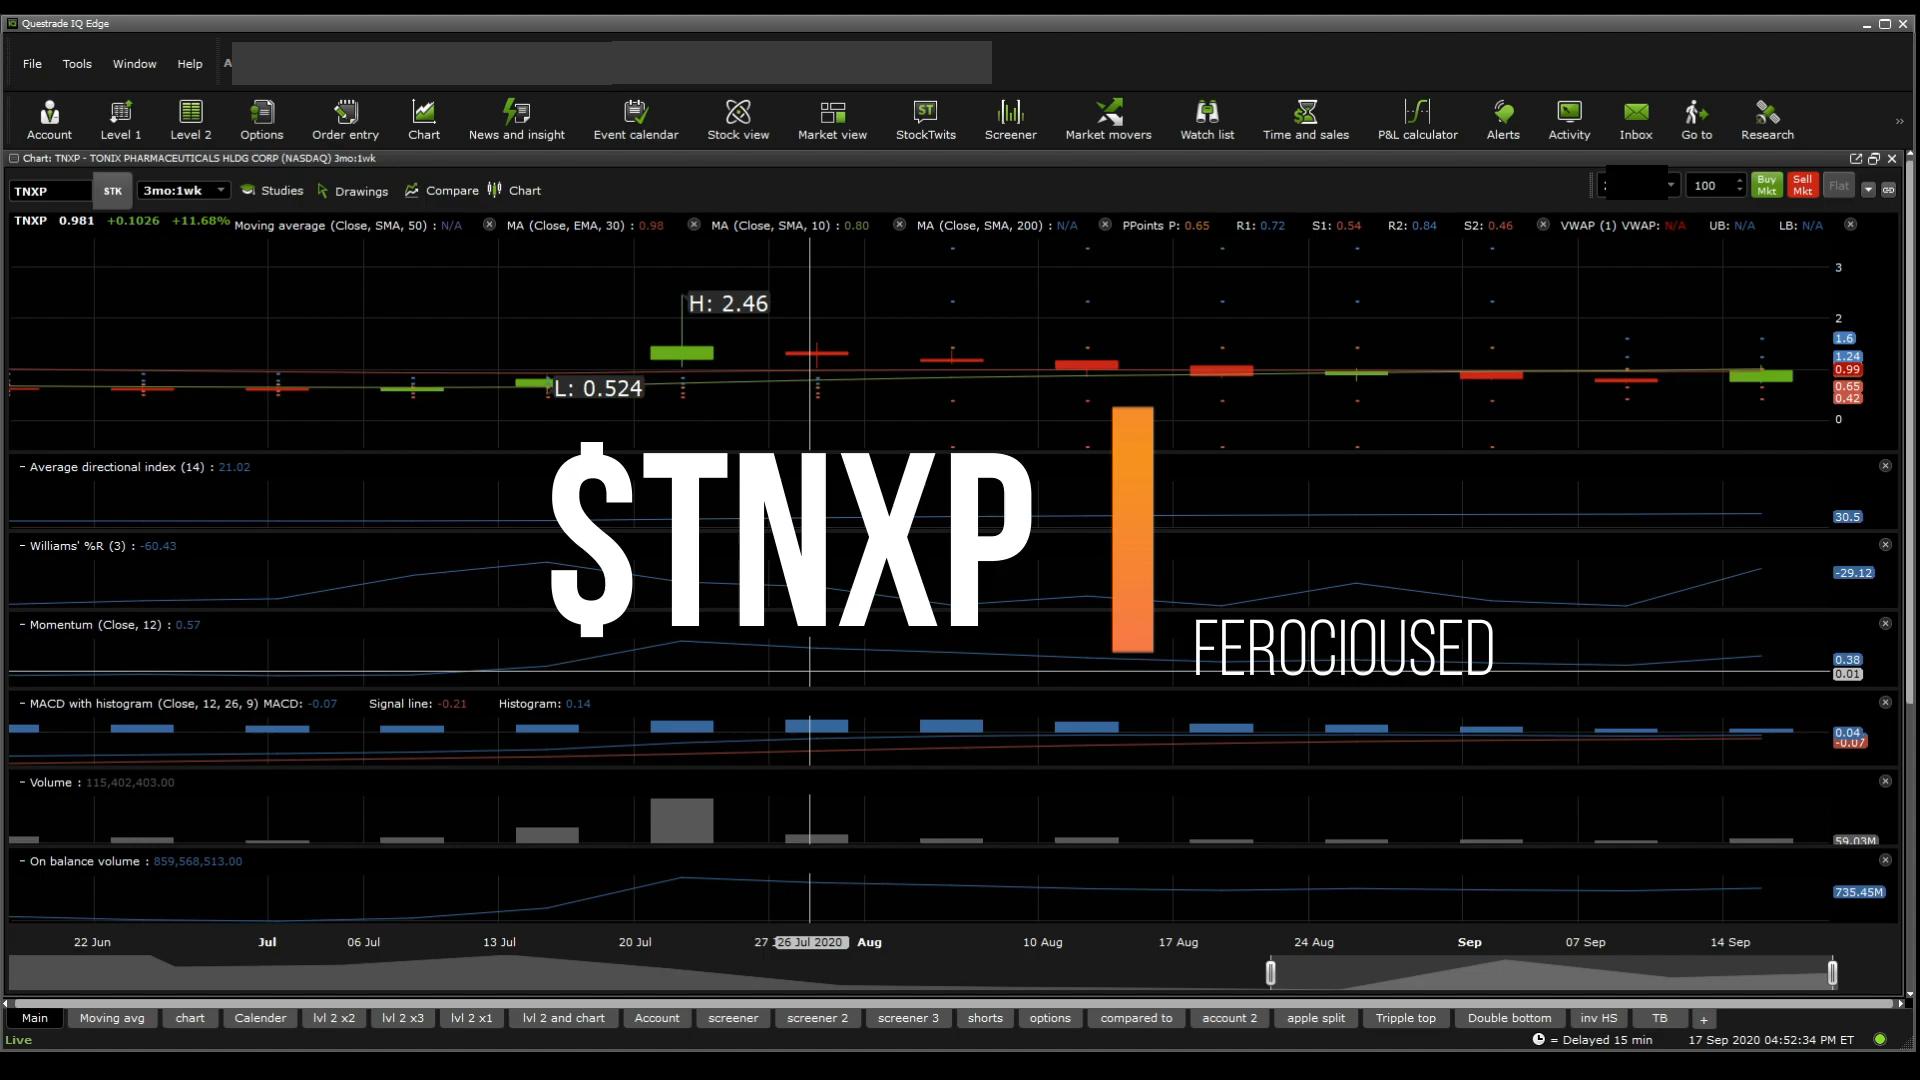 Questrade IQ Edge
File Tools Window Help A
Account Level 1 Level 2 Options Order entry Chart News and insight Event calendar Stock view Market view StockTwits Screener Market movers Watch list Time and sales P&L calculator Alerts Activity Inbox Go to Research »
Chart: TNXP - TONIX PHARMACEUTICALS HLDG CORP (NASDAQ) 3mo:1wk
TNXP STK 3mo:1wk Studies Drawings Compare Chart 100 Buy Mkt Sell Mkt Flat
TNXP 0.981 +0.1026 +11.68% Moving average (Close, SMA, 50) : N/A MA (Close, EMA, 30) : 0.98 MA (Close, SMA, 10) : 0.80 MA (Close, SMA, 200) : N/A PPoints P: 0.65 R1: 0.72 S1: 0.54 R2: 0.84 S2: 0.46 VWAP (1) VWAP: N/A UB: N/A LB: N/A
3
H: 2.46
2
1.6
1.24
0.99
L: 0.524
0.65
0.42
0
$TNXP
FEROCIOUSED
- Average directional index (14) : 21.02
30.5
- Williams' %R (3) : -60.43
-29.12
- Momentum (Close, 12) : 0.57
0.38
0.01
- MACD with histogram (Close, 12, 26, 9) MACD: -0.07 Signal line: -0.21 Histogram: 0.14
0.04
-0.07
- Volume : 115,402,403.00
59.03M
- On balance volume : 859,568,513.00
735.45M
22 Jun Jul 06 Jul 13 Jul 20 Jul 27 26 Jul 2020 Aug 10 Aug 17 Aug 24 Aug Sep 07 Sep 14 Sep
Main Moving avg chart Calender lvl 2 x2 lvl 2 x3 lvl 2 x1 lvl 2 and chart Account screener screener 2 screener 3 shorts options compared to account 2 apple split Tripple top Double bottom inv HS TB +
Live = Delayed 15 min 17 Sep 2020 04:52:34 PM ET